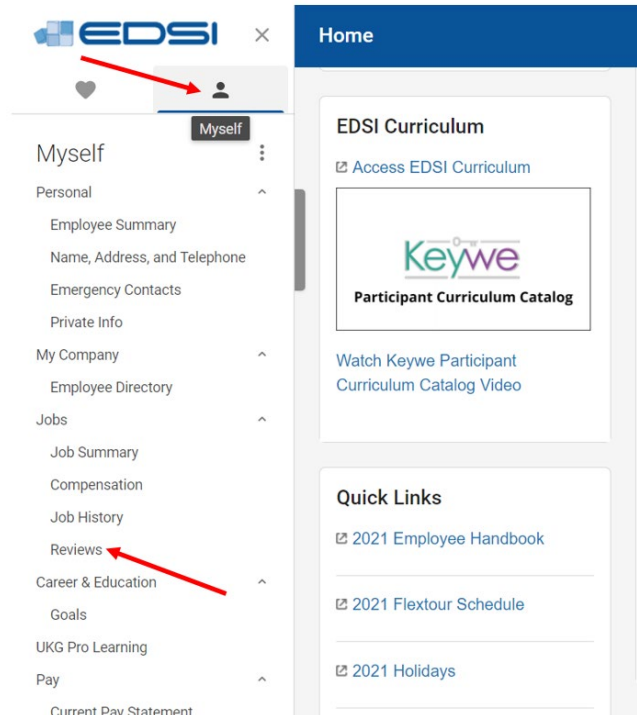 EDSI
Myself
Myself
Personal
Employee Summary
Name, Address, and Telephone
Emergency Contacts
Private Info
My Company
Employee Directory
Jobs
Job Summary
Compensation
Job History
Reviews
Career & Education
Goals
UKG Pro Learning
Pay
Current Pay Statement
Home
EDSI Curriculum
Access EDSI Curriculum
Keywe
Participant Curriculum Catalog
Watch Keywe Participant
Curriculum Catalog Video
Quick Links
2021 Employee Handbook
2021 Flextour Schedule
2021 Holidays